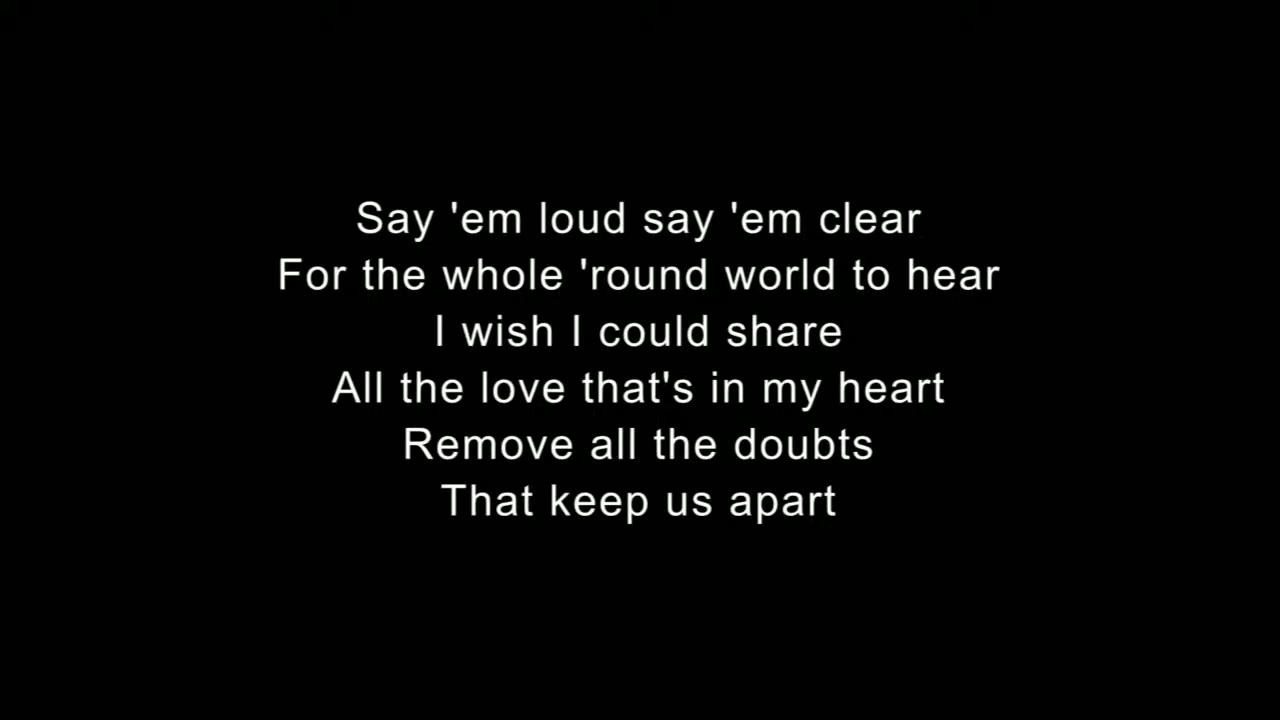 Say 'em loud say 'em clear
For the whole 'round world to hear
I wish I could share
All the love that's in my heart
Remove all the doubts
That keep us apart